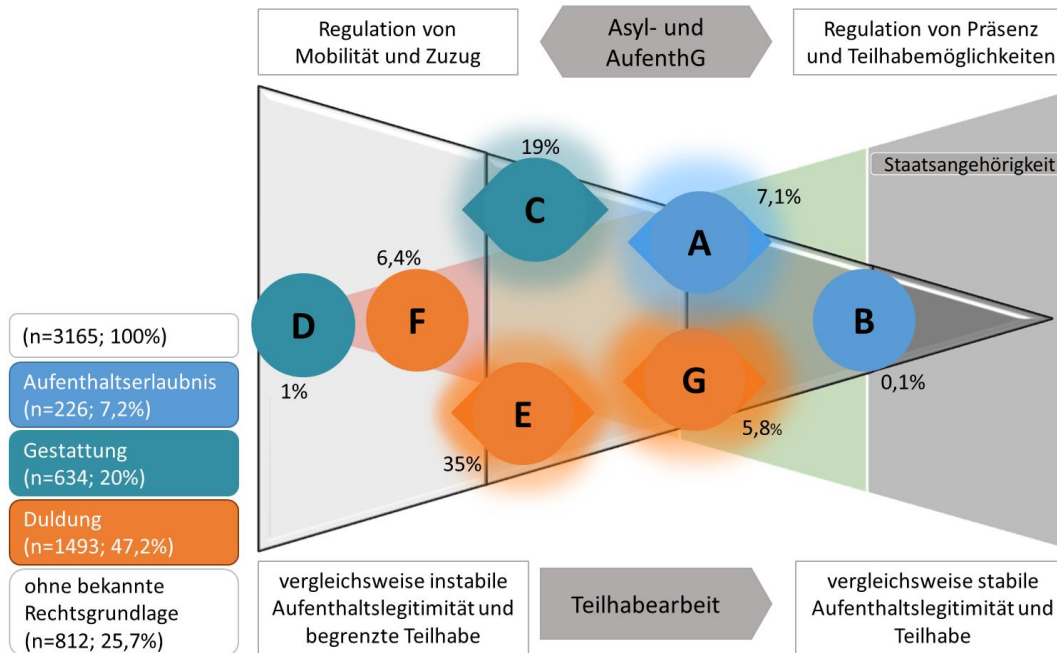 Regulation von
Mobilität und Zuzug
Asyl- und
AufenthG
Regulation von Präsenz
und Teilhabemöglichkeiten
Staatsangehörigkeit
19%
C
7,1%
A
6,4%
D
F
B
1%
0,1%
G
E
5,8%
35%
(n=3165; 100%)
Aufenthaltserlaubnis
(n=226; 7,2%)
Gestattung
(n=634; 20%)
Duldung
(n=1493; 47,2%)
ohne bekannte
Rechtsgrundlage
(n=812; 25,7%)
vergleichsweise instabile
Aufenthaltslegitimität und
begrenzte Teilhabe
Teilhabearbeit
vergleichsweise stabile
Aufenthaltslegitimität und
Teilhabe